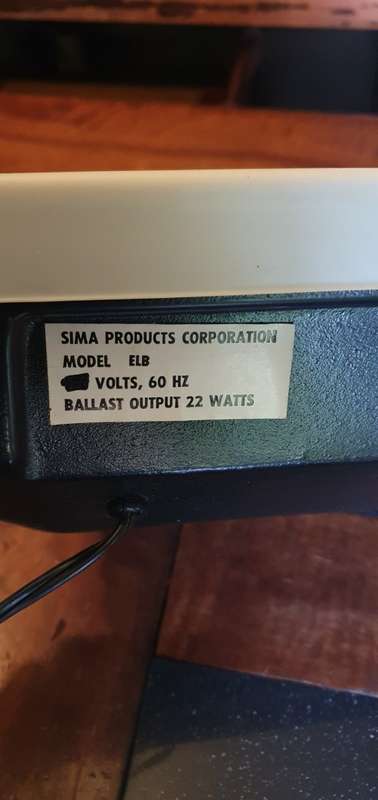 SIMA PRODUCTS CORPORATION
MODEL ELB
VOLTS, 60 HZ
BALLAST OUTPUT 22 WATTS